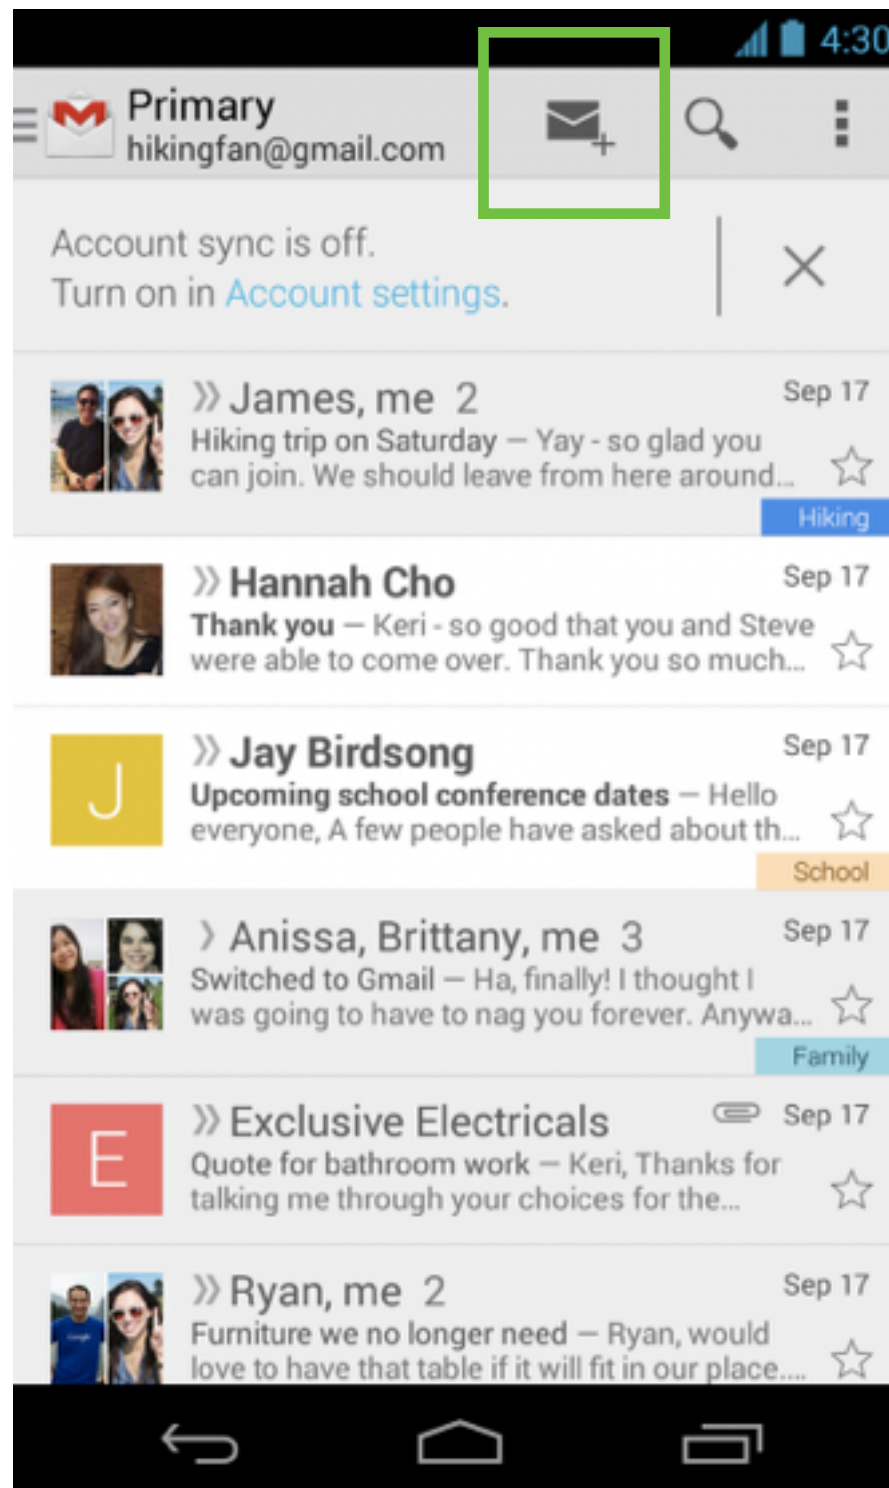 4:30
Primary
hikingfan@gmail.com
Account sync is off.
Turn on in Account settings.
James, me 2
Sep 17
Hiking trip on Saturday — Yay - so glad you
can join. We should leave from here around...
Hiking
Hannah Cho
Sep 17
Thank you — Keri - so good that you and Steve
were able to come over. Thank you so much...
J
Jay Birdsong
Sep 17
Upcoming school conference dates — Hello
everyone, A few people have asked about th...
School
Anissa, Brittany, me 3
Sep 17
Switched to Gmail — Ha, finally! I thought I
was going to have to nag you forever. Anywa...
Family
E
Exclusive Electricals
Sep 17
Quote for bathroom work — Keri, Thanks for
talking me through your choices for the...
Ryan, me 2
Sep 17
Furniture we no longer need — Ryan, would
love to have that table if it will fit in our place....